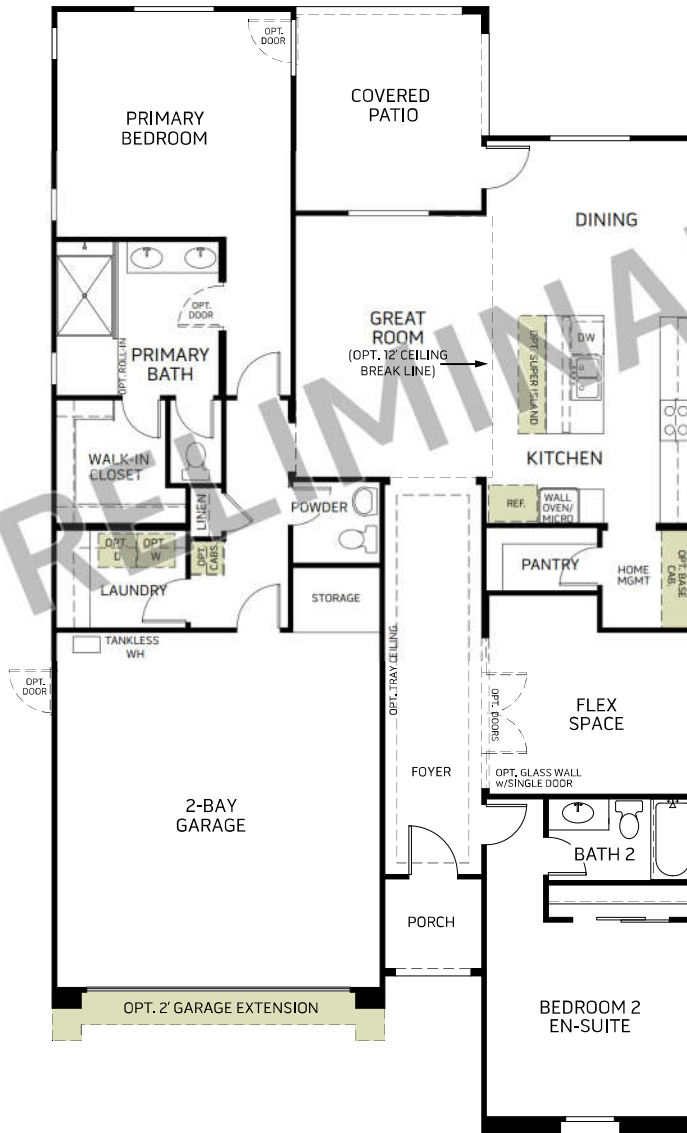 OPT.
DOOR
PRIMARY
BEDROOM
COVERED
PATIO
DINING
OPT.
DOOR
PRIMARY
BATH
OPT. ROLL-IN
GREAT
ROOM
(OPT. 12' CEILING
BREAK LINE)
OPT. SUPER ISLAND
DW
KITCHEN
WALK-IN
CLOSET
LINEN
POWDER
REF.
WALL
OVEN/
MICRO
OPT.
D
OPT.
W
OPT.
CABS.
LAUNDRY
STORAGE
PANTRY
HOME
MGMT
OPT. BASE
CAB.
TANKLESS
WH
OPT.
DOOR
OPT. TRAY CEILING
OPT. DOORS
FLEX
SPACE
FOYER
OPT. GLASS WALL
w/SINGLE DOOR
2-BAY
GARAGE
BATH 2
PORCH
OPT. 2' GARAGE EXTENSION
BEDROOM 2
EN-SUITE
RELIMINA